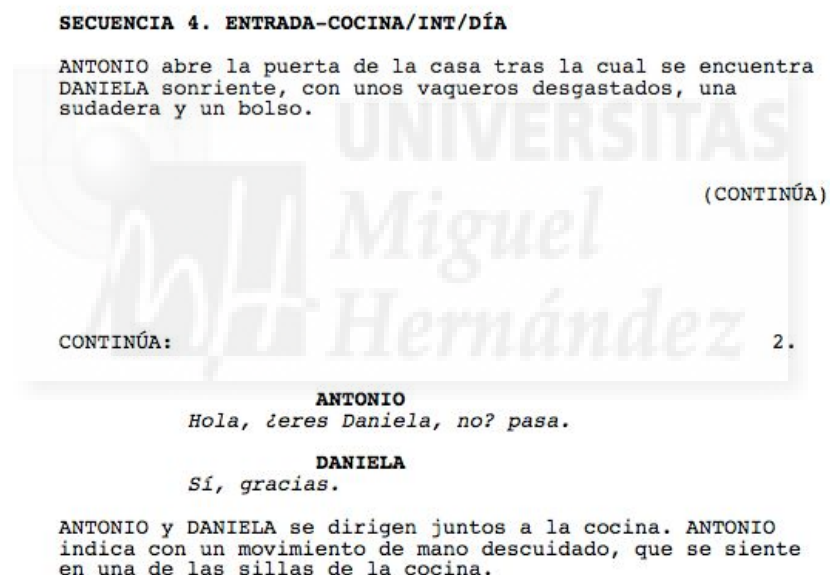 SECUENCIA 4. ENTRADA-COCINA/INT/DÍA
ANTONIO abre la puerta de la casa tras la cual se encuentra
DANIELA sonriente, con unos vaqueros desgastados, una
sudadera y un bolso.
UNIVERSITAS
Miguel
Hernández
(CONTINÚA)
CONTINÚA: 2.
ANTONIO
Hola, ¿eres Daniela, no? pasa.
DANIELA
Sí, gracias.
ANTONIO y DANIELA se dirigen juntos a la cocina. ANTONIO
indica con un movimiento de mano descuidado, que se siente
en una de las sillas de la cocina.